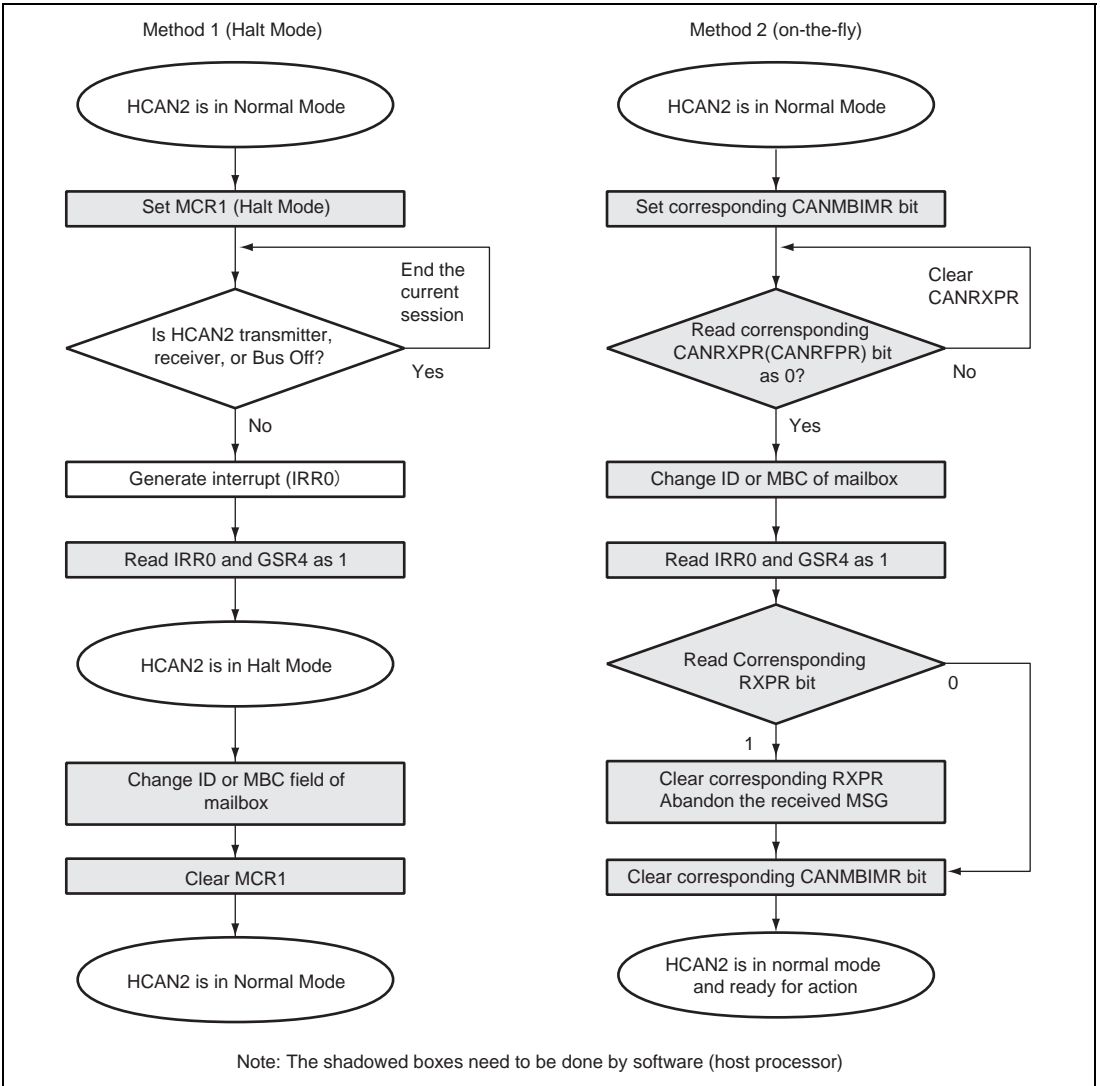 Method 1 (Halt Mode)
HCAN2 is in Normal Mode
Set MCR1 (Halt Mode)
End the
current
session
Is HCAN2 transmitter,
receiver, or Bus Off?
Yes
No
Generate interrupt (IRR0)
Read IRR0 and GSR4 as 1
HCAN2 is in Halt Mode
Change ID or MBC field of
mailbox
Clear MCR1
HCAN2 is in Normal Mode
Method 2 (on-the-fly)
HCAN2 is in Normal Mode
Set corresponding CANMBIMR bit
Clear
CANRXPR
Read corrensponding
CANRXPR(CANRFPR) bit
as 0?
No
Yes
Change ID or MBC of mailbox
Read IRR0 and GSR4 as 1
Read Corrensponding
RXPR bit
0
1
Clear corresponding RXPR
Abandon the received MSG
Clear corresponding CANMBIMR bit
HCAN2 is in normal mode
and ready for action
Note: The shadowed boxes need to be done by software (host processor)